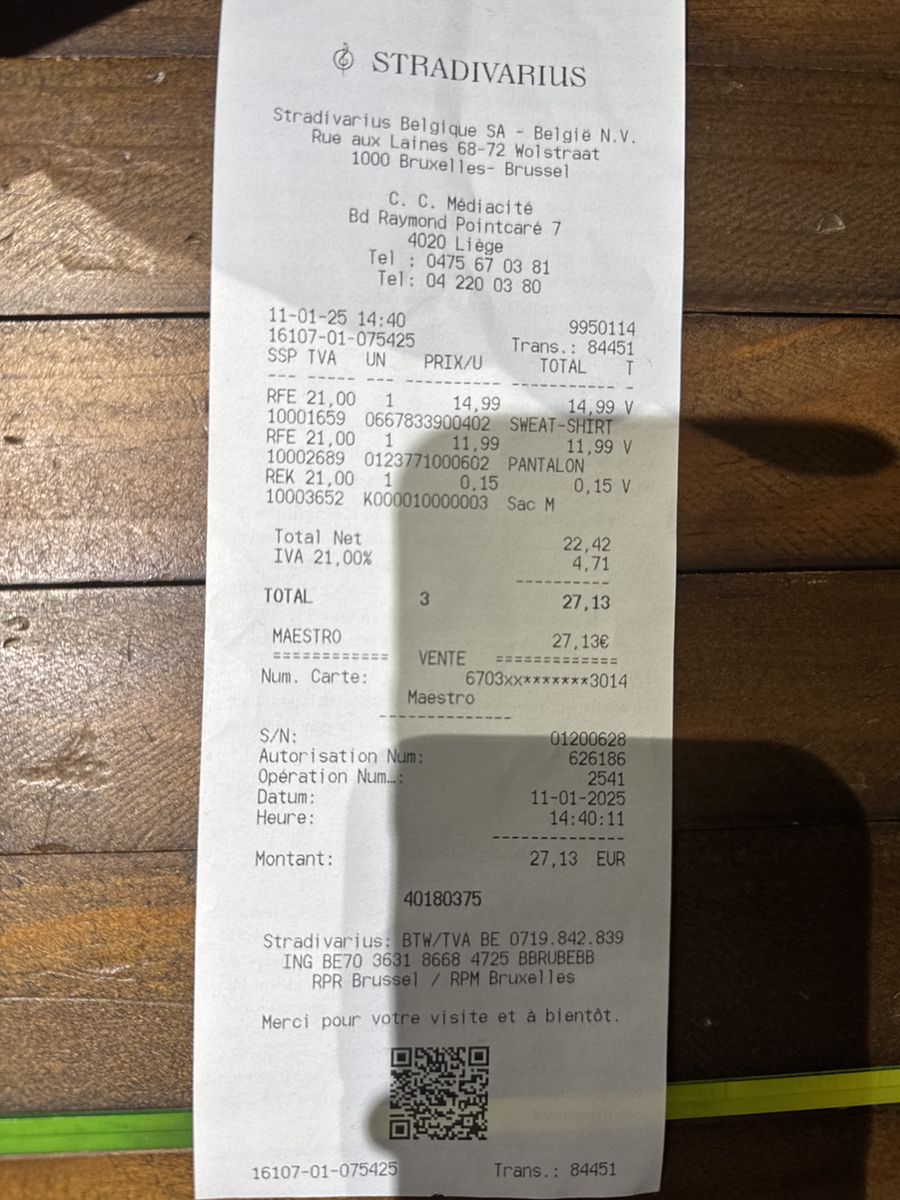 STRADIVARIUS
Stradivarius Belgique SA - België N.V.
Rue aux Laines 68-72 Wolstraat
1000 Bruxelles- Brussel
C. C. Médiacité
Bd Raymond Pointcaré 7
4020 Liège
Tel : 0475 67 03 81
Tel: 04 220 03 80
11-01-25 14:40 9950114
16107-01-075425 Trans.: 84451
SSP TVA UN PRIX/U TOTAL T
--- ----- --- ---------- ----------- -
RFE 21,00 1 14,99 14,99 V
10001659 0667833900402 SWEAT-SHIRT
RFE 21,00 1 11,99 11,99 V
10002689 0123771000602 PANTALON
REK 21,00 1 0,15 0,15 V
10003652 K000010000003 Sac M
Total Net 22,42
IVA 21,00% 4,71
----------
TOTAL 3 27,13
MAESTRO 27,13€
============ VENTE =============
Num. Carte: 6703xx*******3014
Maestro
--------------
S/N: 01200628
Autorisation Num: 626186
Opération Num…: 2541
Datum: 11-01-2025
Heure: 14:40:11
--------------
Montant: 27,13 EUR
40180375
Stradivarius: BTW/TVA BE 0719.842.839
ING BE70 3631 8668 4725 BBRUBEBB
RPR Brussel / RPM Bruxelles
Merci pour votre visite et à bientôt.
16107-01-075425 Trans.: 84451